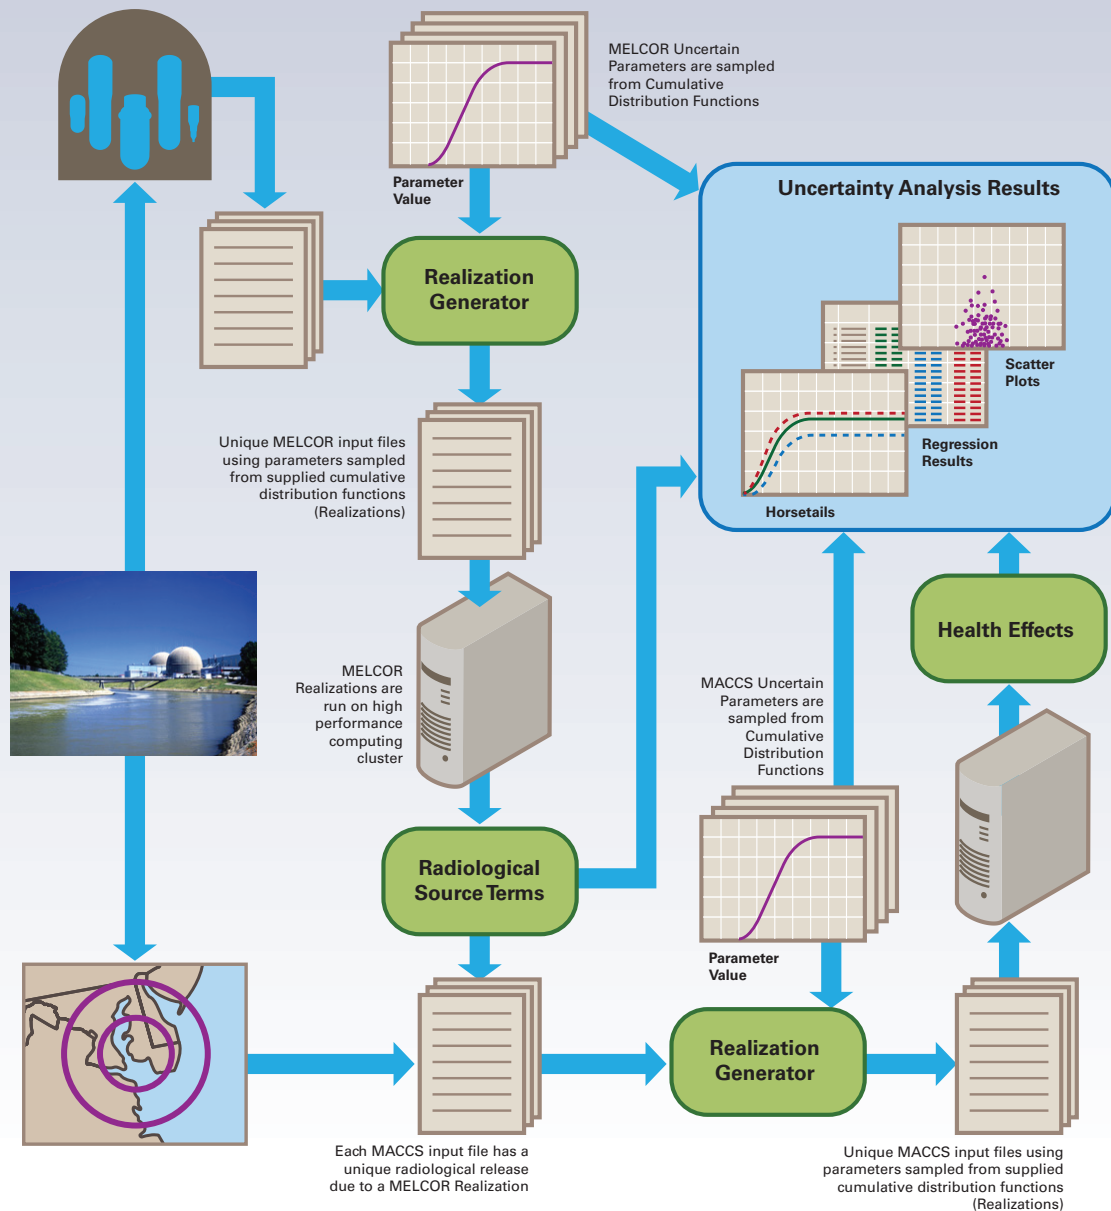 MELCOR Uncertain
Parameters are sampled
from Cumulative
Distribution Functions
Parameter
Value
Uncertainty Analysis Results
Realization
Generator
Scatter
Plots
Regression
Results
Horsetails
Unique MELCOR input files
using parameters sampled
from supplied cumulative
distribution functions
(Realizations)
Health Effects
MELCOR
Realizations are
run on high
performance
computing
cluster
MACCS Uncertain
Parameters are
sampled from
Cumulative
Distribution
Functions
Radiological
Source Terms
Parameter
Value
Realization
Generator
Each MACCS input file has a
unique radiological release
due to a MELCOR Realization
Unique MACCS input files using
parameters sampled from supplied
cumulative distribution functions
(Realizations)